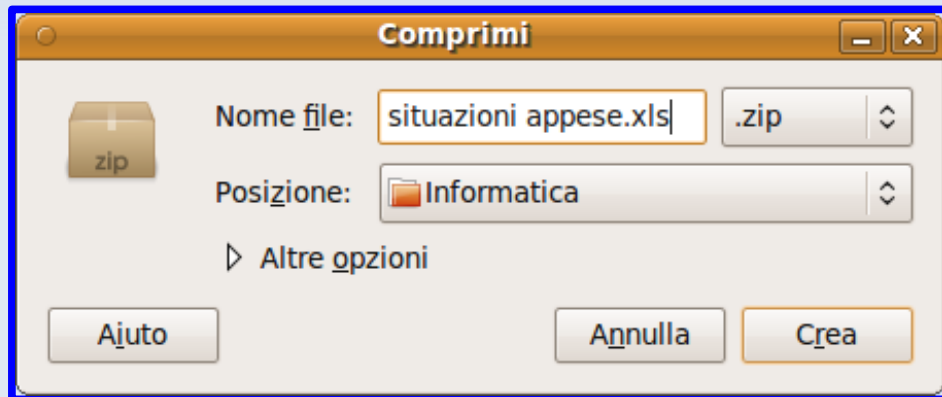 Comprimi
zip
Nome file: situazioni appese.xls .zip
Posizione: Informatica
Altre opzioni
Aiuto Annulla Crea